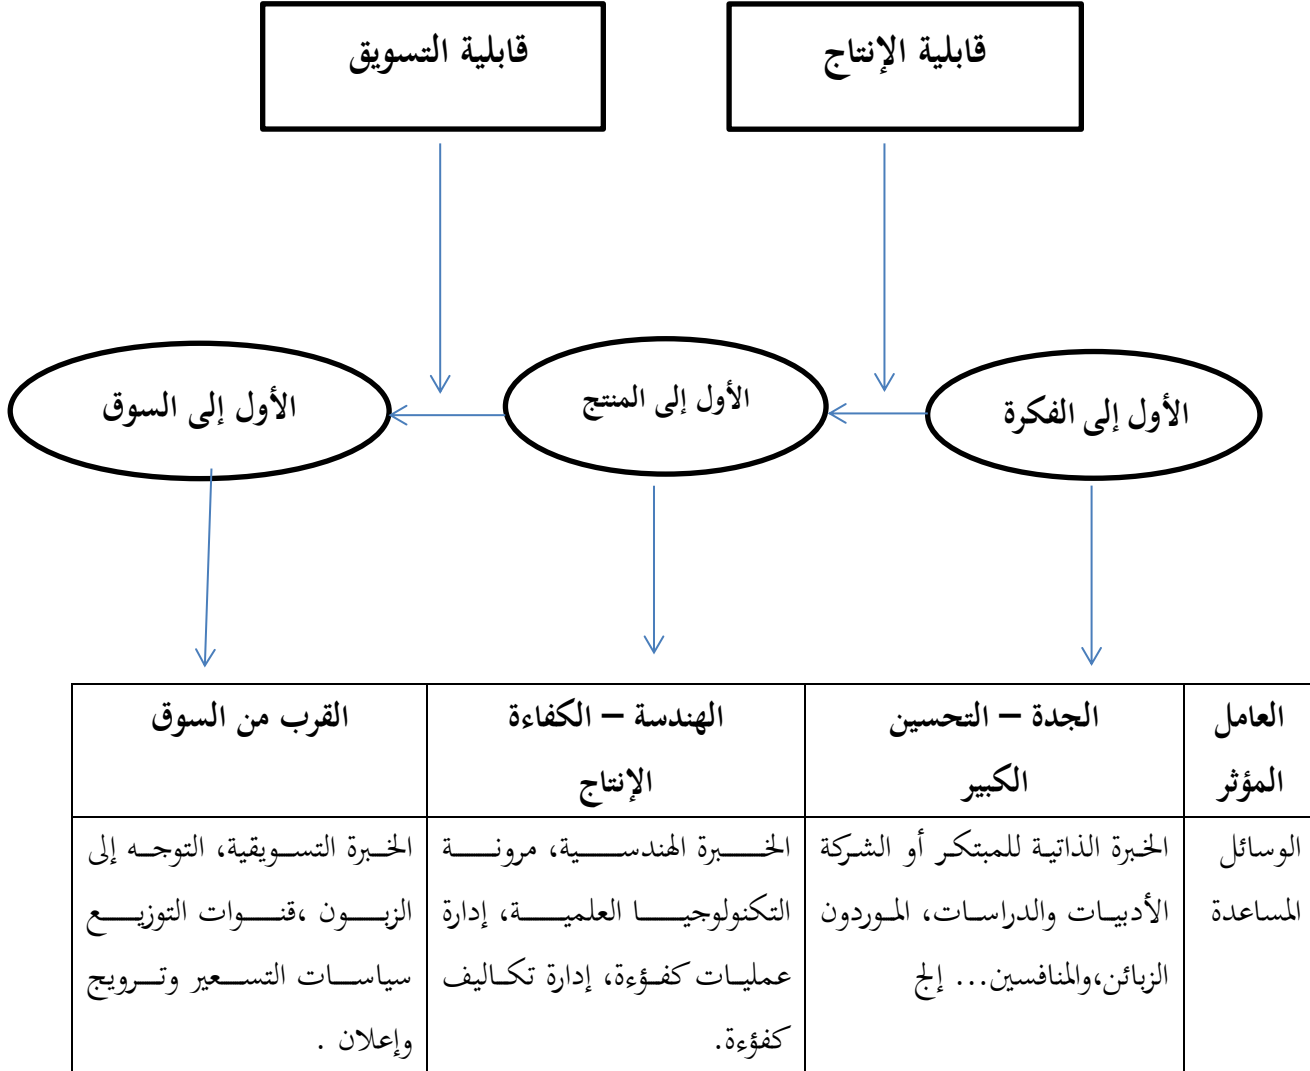 قابلية الإنتاج
قابلية التسويق
الأول إلى الفكرة
الأول إلى المنتج
الأول إلى السوق
العامل
المؤثر
الجدة – التحسين
الكبير
الهندسة – الكفاءة
الإنتاج
القرب من السوق
الوسائل
المساعدة
الخبرة الذاتية للمبتكر أو الشركة
الأدبيات والدراسات، الموردون
الزبائن،والمنافسين... إلخ
الخبرة الهندسية، مرونة
التكنولوجيا العلمية، إدارة
عمليات كفؤءة، إدارة تكاليف
كفؤءة.
الخبرة التسويقية، التوجه إلى
الزبون ،قنوات التوزيع
سياسات التسعير وترويج
وإعلان .